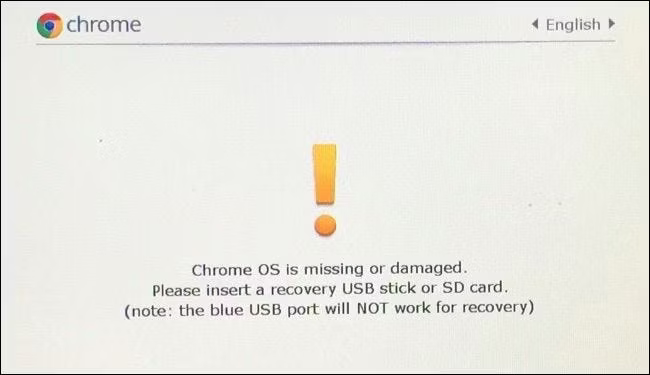 chrome
English
Chrome OS is missing or damaged.
Please insert a recovery USB stick or SD card.
(note: the blue USB port will NOT work for recovery)